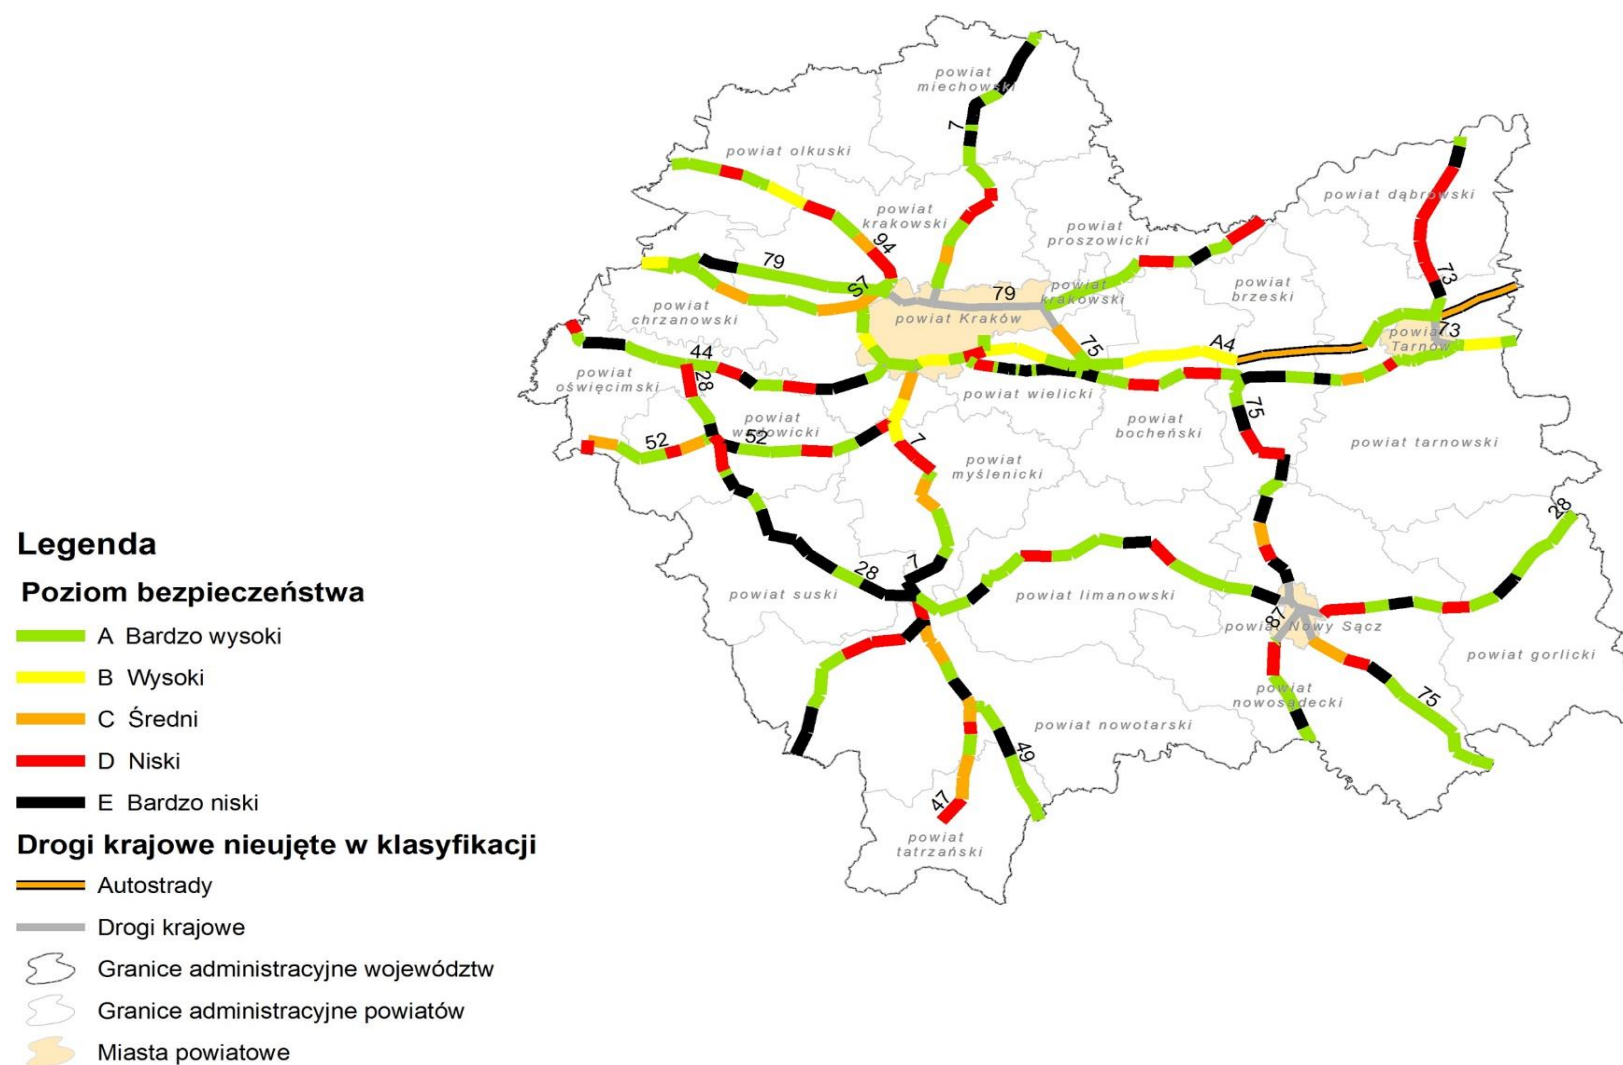 powiat
miechowski
7
powiat olkuski
powiat dąbrowski
powiat
krakowski
powiat
proszowicki
94
79
73
powiat
krakowski
powiat
brzeski
S7
79
powiat
chrzanowski
powiat Kraków
75
A4
73
powiat
Tarnów
44
28
powiat
oświęcimski
powiat wielicki
powiat
wadowicki
52
52
75
powiat
bocheński
powiat tarnowski
7
powiat
myślenicki
28
Legenda
Poziom bezpieczeństwa
7
28
powiat suski
powiat limanowski
87
powiat Nowy Sącz
A Bardzo wysoki
B Wysoki
C Średni
D Niski
E Bardzo niski
powiat gorlicki
powiat
nowosądecki
75
powiat nowotarski
49
47
powiat
tatrzański
Drogi krajowe nieujęte w klasyfikacji
Autostrady
Drogi krajowe
Granice administracyjne województw
Granice administracyjne powiatów
Miasta powiatowe